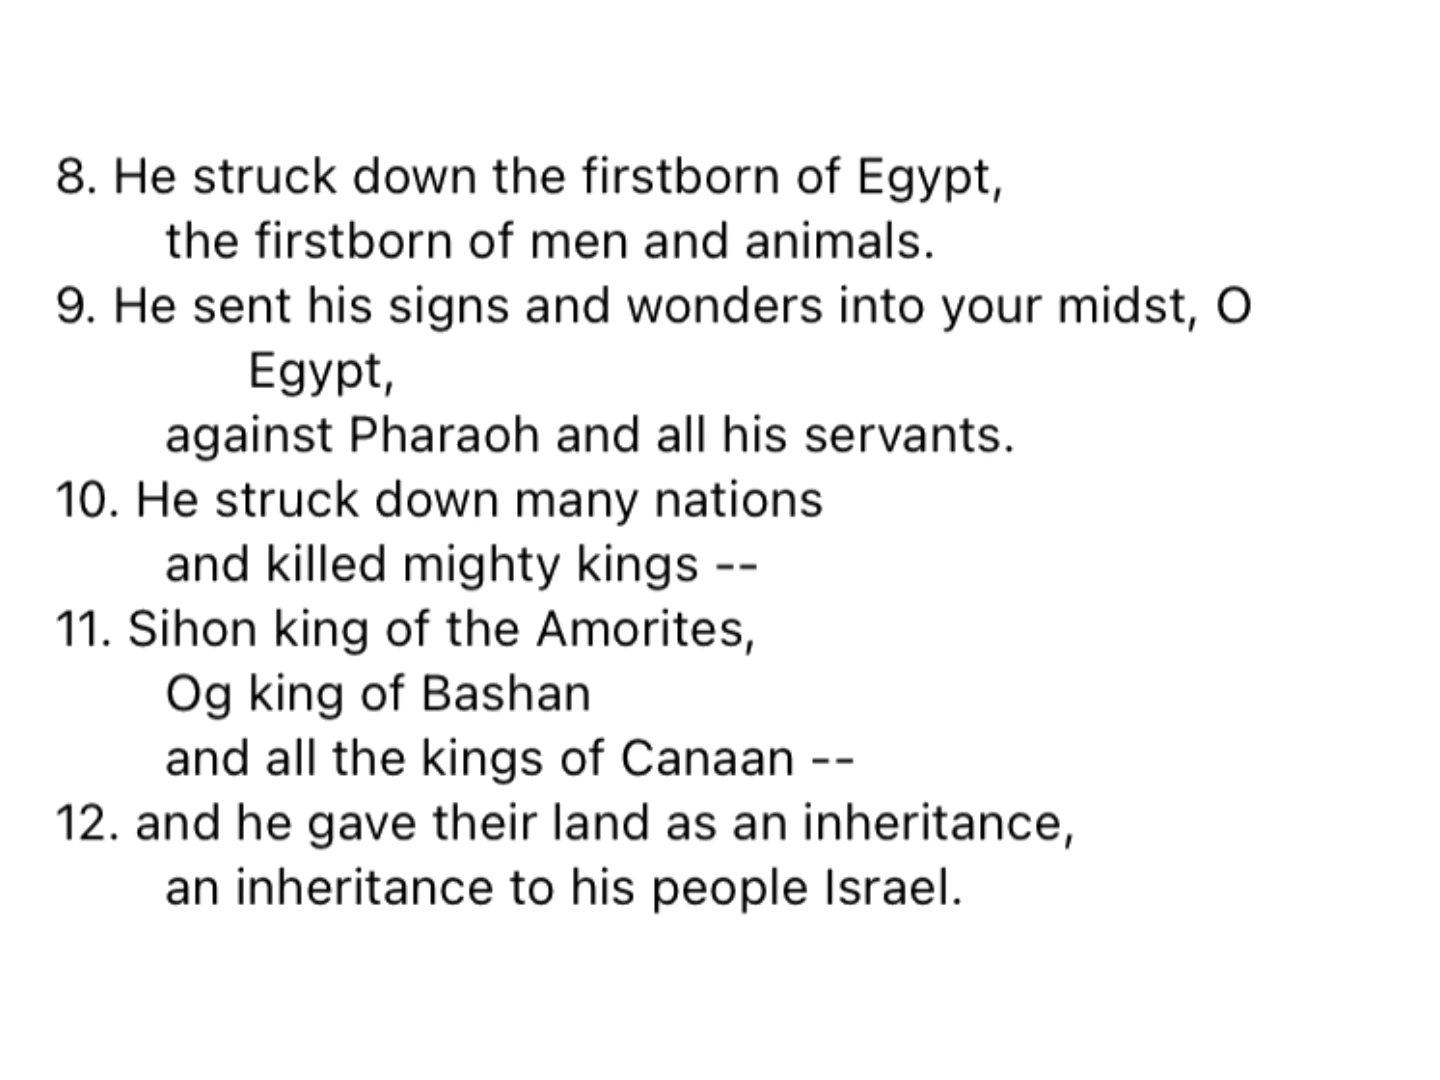 8. He struck down the firstborn of Egypt,
the firstborn of men and animals.
9. He sent his signs and wonders into your midst, O
Egypt,
against Pharaoh and all his servants.
10. He struck down many nations
and killed mighty kings --
11. Sihon king of the Amorites,
Og king of Bashan
and all the kings of Canaan --
12. and he gave their land as an inheritance,
an inheritance to his people Israel.